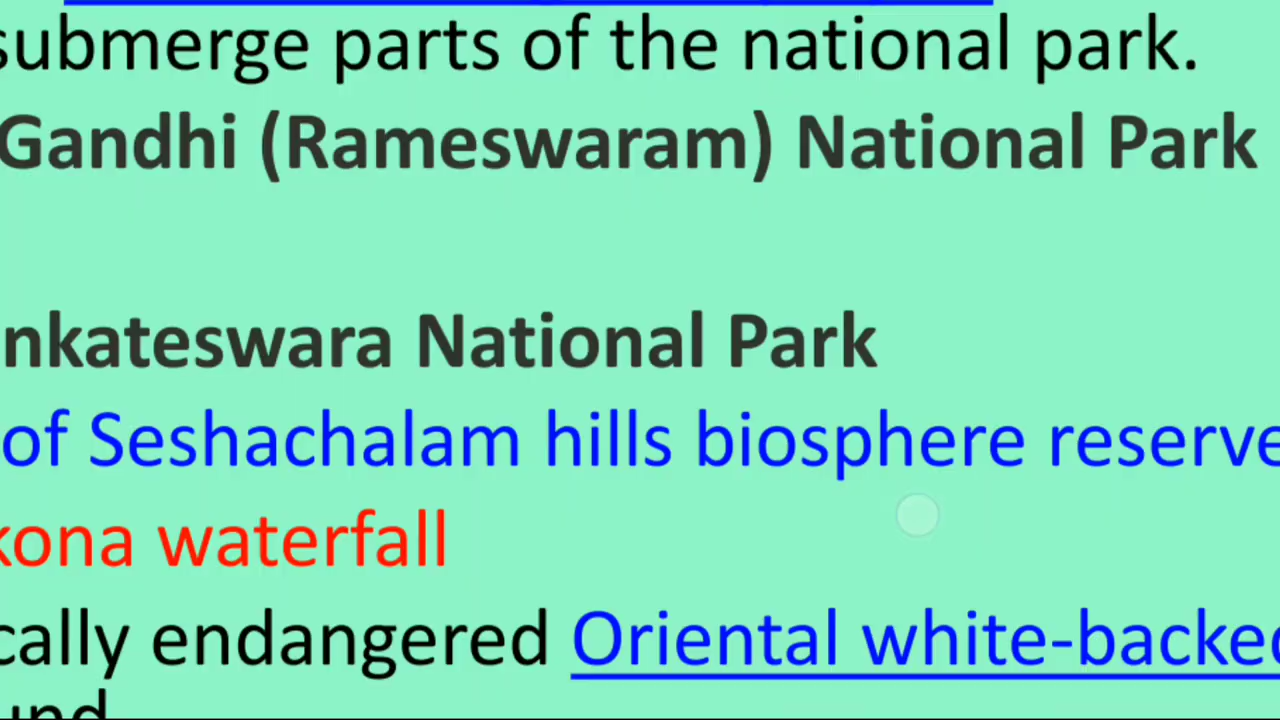 submerge parts of the national park.
Gandhi (Rameswaram) National Park
nkateswara National Park
of Seshachalam hills biosphere reserve
kona waterfall
cally endangered Oriental white-backed
und